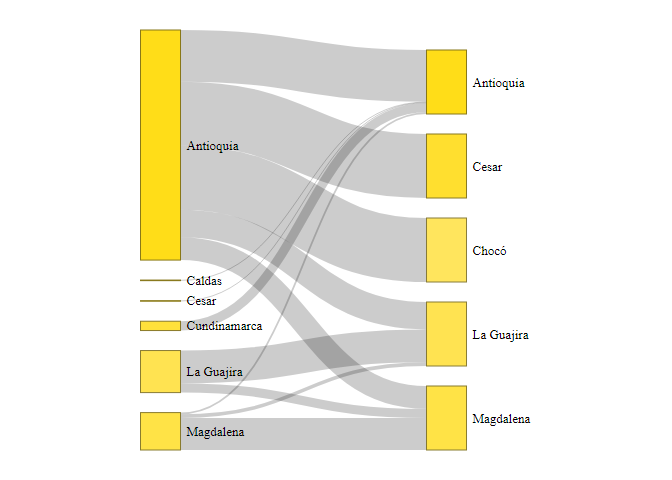 Antioquia
Caldas
Cesar
Cundinamarca
La Guajira
Magdalena
Antioquia
Cesar
Chocó
La Guajira
Magdalena